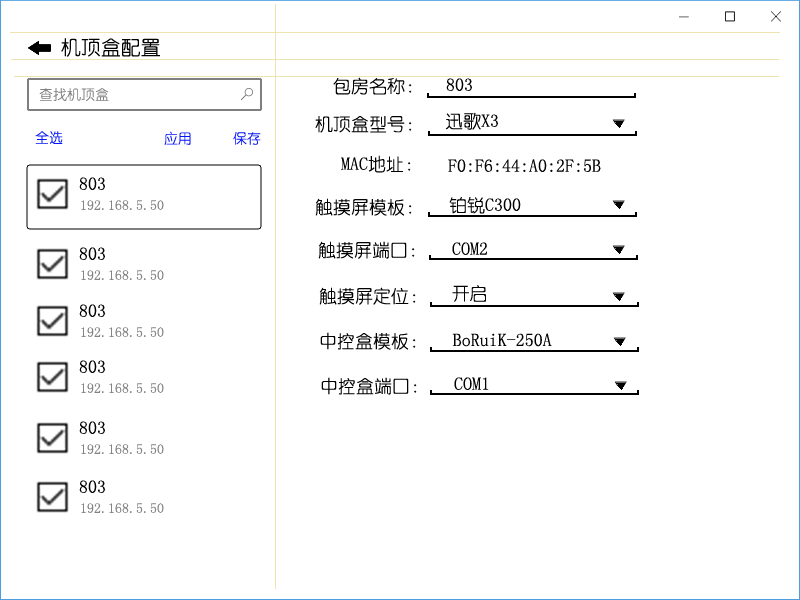 机顶盒配置
查找机顶盒
全选 应用 保存
803
192.168.5.50
803
192.168.5.50
803
192.168.5.50
803
192.168.5.50
803
192.168.5.50
803
192.168.5.50
包房名称: 803
机顶盒型号: 迅歌X3
MAC地址: F0:F6:44:A0:2F:5B
触摸屏模板: 铂锐C300
触摸屏端口: COM2
触摸屏定位: 开启
中控盒模板: BoRuiK-250A
中控盒端口: COM1